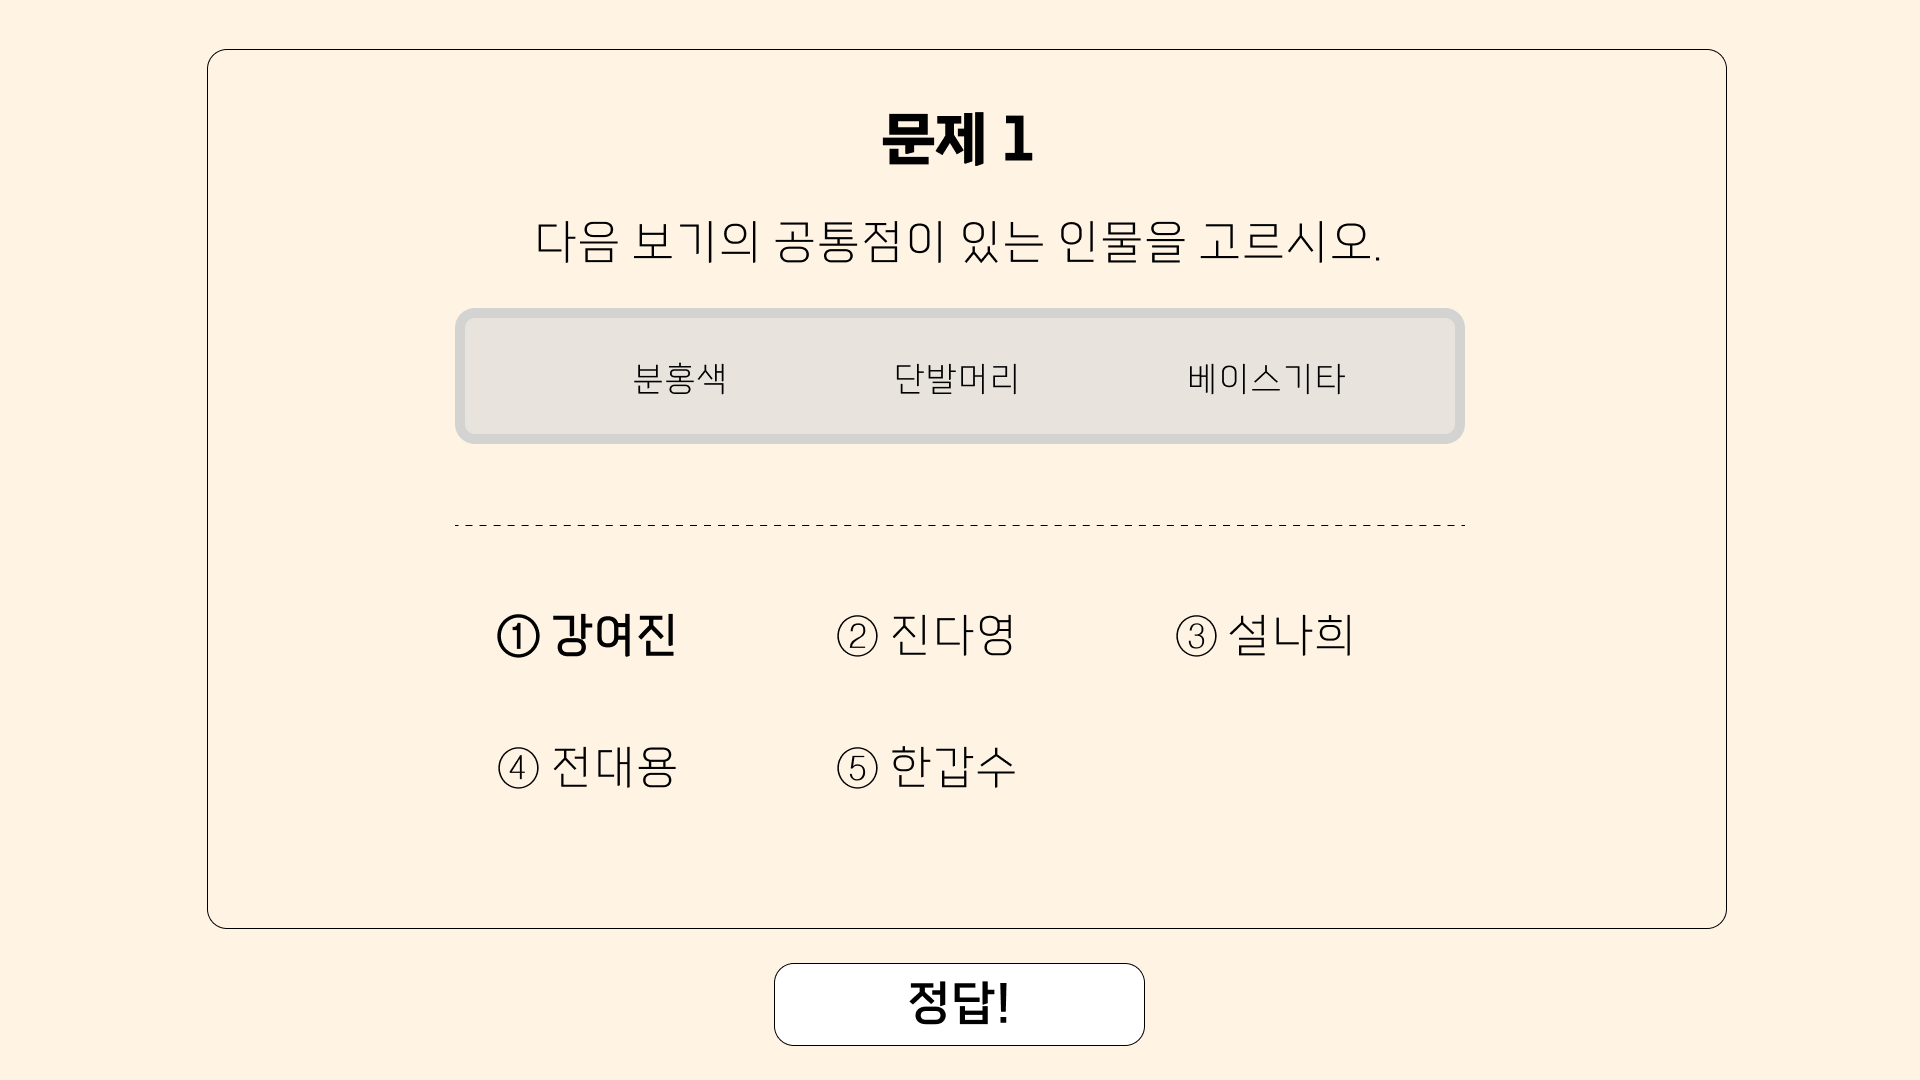 문제 1
다음 보기의 공통점이 있는 인물을 고르시오.
분홍색 단발머리 베이스기타
① 강여진 ② 진다영 ③ 설나희
④ 전대용 ⑤ 한갑수
정답!